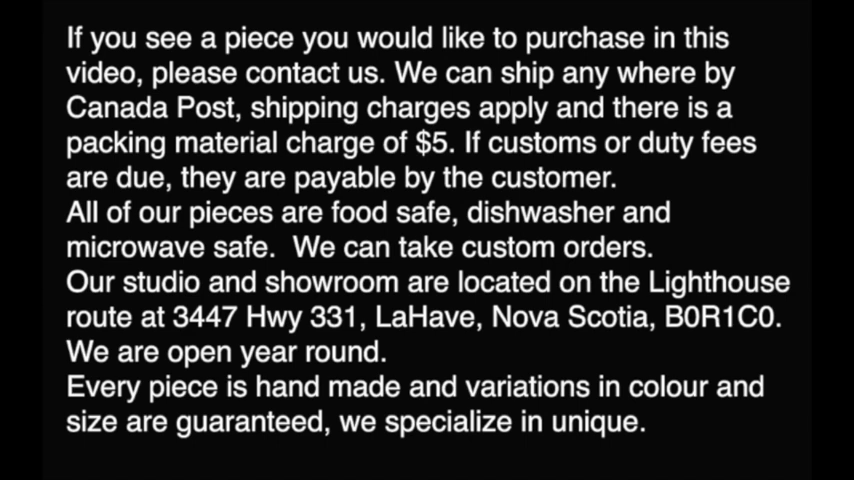 If you see a piece you would like to purchase in this
video, please contact us. We can ship any where by
Canada Post, shipping charges apply and there is a
packing material charge of $5. If customs or duty fees
are due, they are payable by the customer.
All of our pieces are food safe, dishwasher and
microwave safe.  We can take custom orders.
Our studio and showroom are located on the Lighthouse
route at 3447 Hwy 331, LaHave, Nova Scotia, B0R1C0.
We are open year round.
Every piece is hand made and variations in colour and
size are guaranteed, we specialize in unique.